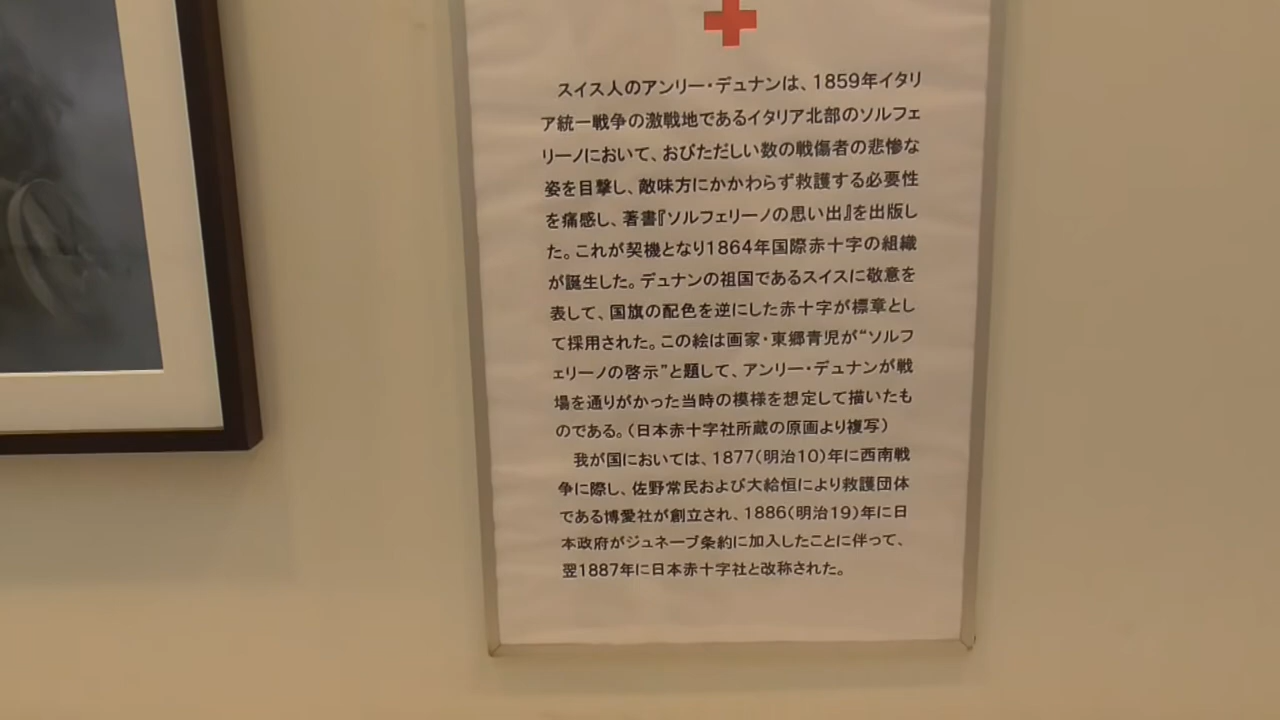 スイス人のアンリー・デュナンは、1859年イタリ
ア統一戦争の激戦地であるイタリア北部のソルフェ
リーノにおいて、おびただしい数の戦傷者の悲惨な
姿を目撃し、敵味方にかかわらず救護する必要性
を痛感し、著書『ソルフェリーノの思い出』を出版し
た。これが契機となり1864年国際赤十字の組織
が誕生した。デュナンの祖国であるスイスに敬意を
表して、国旗の配色を逆にした赤十字が標章とし
て採用された。この絵は画家・東郷青児が“ソルフ
ェリーノの啓示”と題して、アンリー・デュナンが戦
場を通りがかった当時の模様を想定して描いたも
のである。（日本赤十字社所蔵の原画より複写）
我が国においては、1877（明治10）年に西南戦
争に際し、佐野常民および大給恒により救護団体
である博愛社が創立され、1886（明治19）年に日
本政府がジュネーブ条約に加入したことに伴って、
翌1887年に日本赤十字社と改称された。